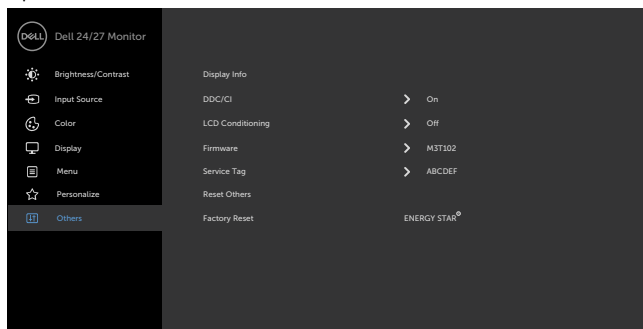 DELL Dell 24/27 Monitor
Brightness/Contrast Display Info
Input Source DDC/CI On
Color LCD Conditioning Off
Display Firmware M3T102
Menu Service Tag ABCDEF
Personalize Reset Others
Others Factory Reset ENERGY STAR®